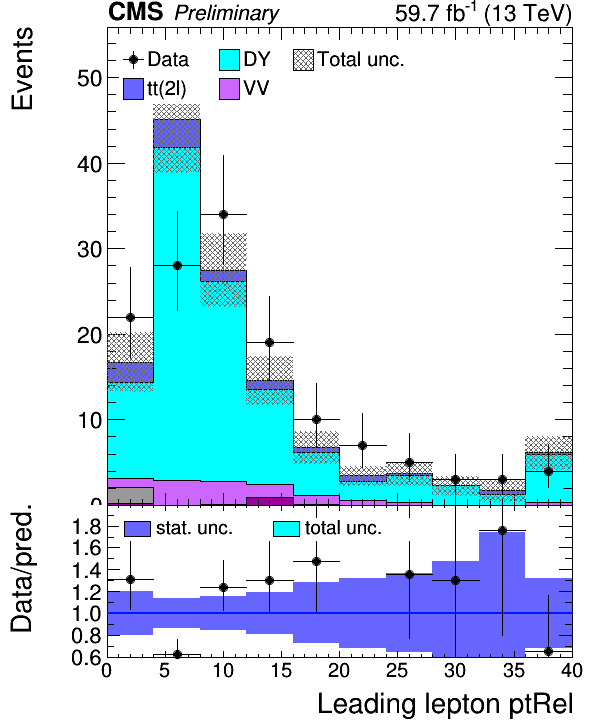 CMS Preliminary 59.7 fb-1 (13 TeV)
Events
Data DY Total unc.
tt(2l) VV
50
40
30
20
10
0
Data/pred.
stat. unc. total unc.
1.8
1.6
1.4
1.2
1.0
0.8
0.6
0 5 10 15 20 25 30 35 40
Leading lepton ptRel